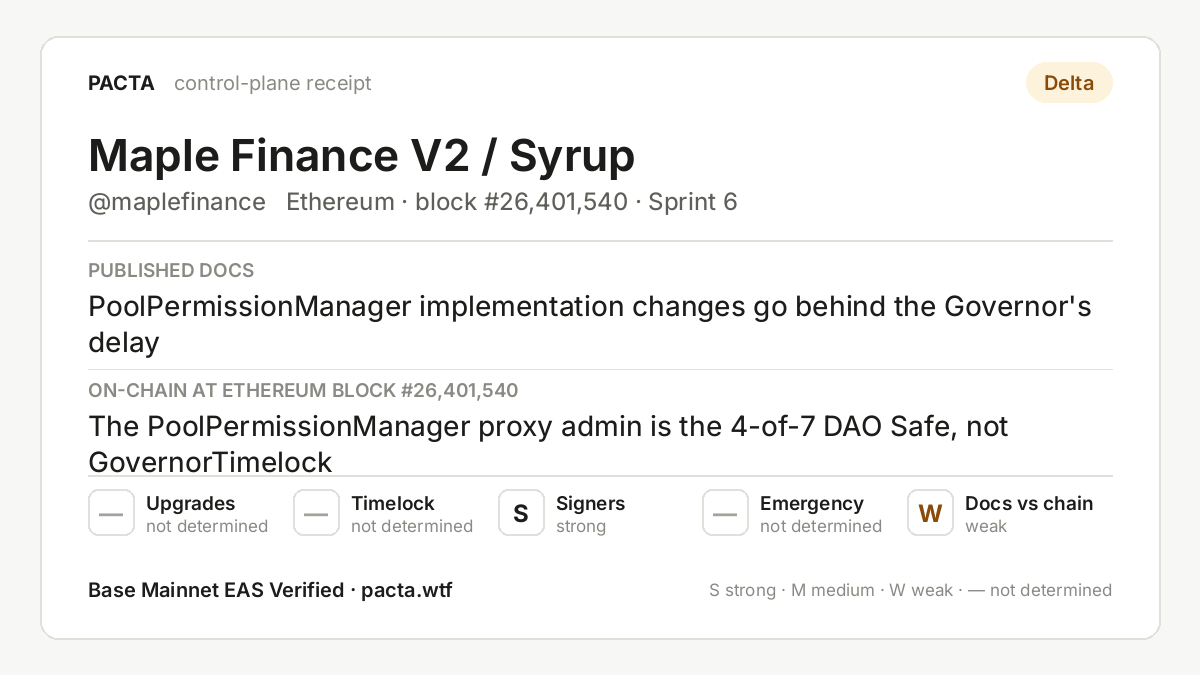 PACTA control-plane receipt
Delta
Maple Finance V2 / Syrup
@maplefinance Ethereum · block #26,401,540 · Sprint 6
PUBLISHED DOCS
PoolPermissionManager implementation changes go behind the Governor's
delay
ON-CHAIN AT ETHEREUM BLOCK #26,401,540
The PoolPermissionManager proxy admin is the 4-of-7 DAO Safe, not
GovernorTimelock
— Upgrades
not determined
— Timelock
not determined
S Signers
strong
— Emergency
not determined
W Docs vs chain
weak
Base Mainnet EAS Verified · pacta.wtf
S strong · M medium · W weak · — not determined